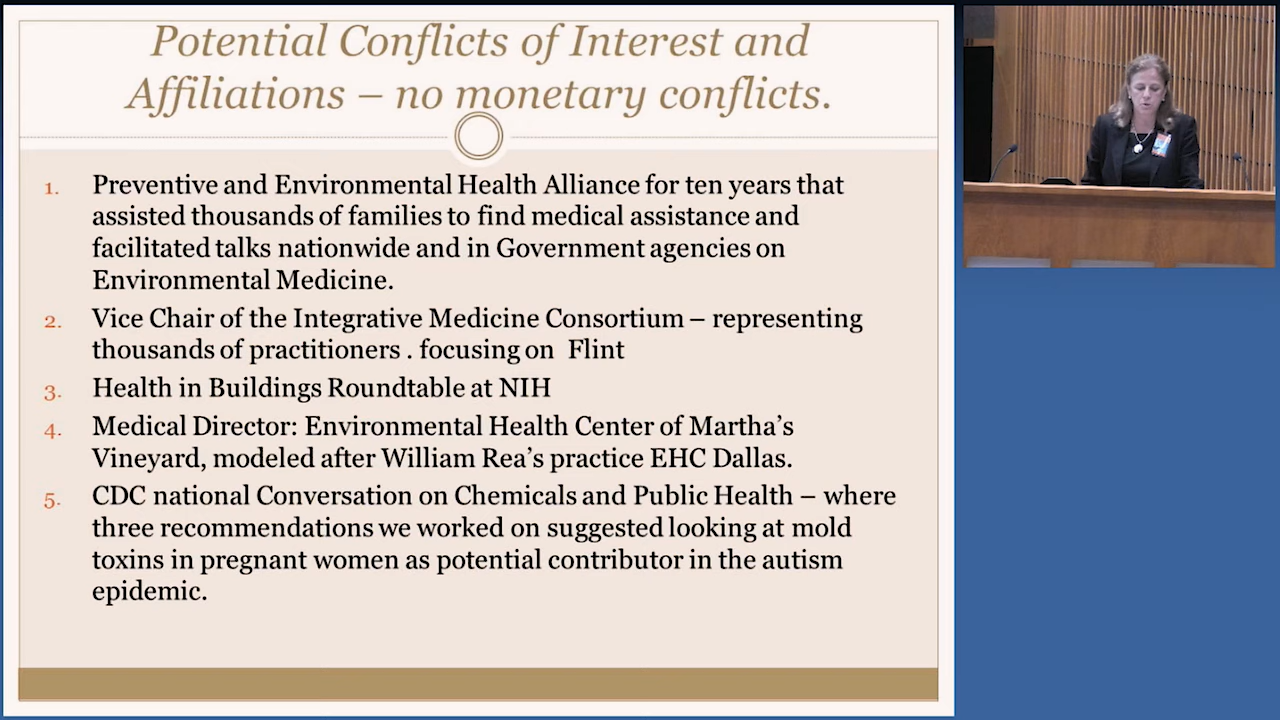 Potential Conflicts of Interest and
Affiliations – no monetary conflicts.
1. Preventive and Environmental Health Alliance for ten years that
assisted thousands of families to find medical assistance and
facilitated talks nationwide and in Government agencies on
Environmental Medicine.
2. Vice Chair of the Integrative Medicine Consortium – representing
thousands of practitioners . focusing on Flint
3. Health in Buildings Roundtable at NIH
4. Medical Director: Environmental Health Center of Martha's
Vineyard, modeled after William Rea's practice EHC Dallas.
5. CDC national Conversation on Chemicals and Public Health – where
three recommendations we worked on suggested looking at mold
toxins in pregnant women as potential contributor in the autism
epidemic.